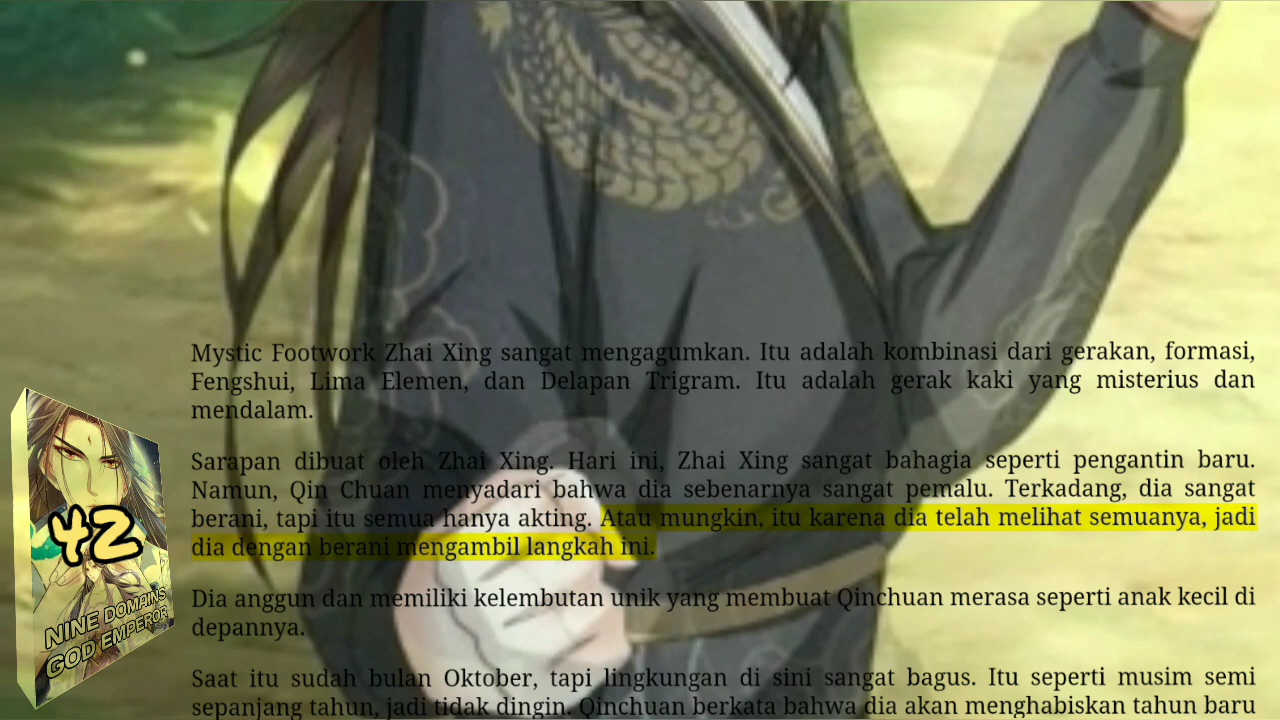 Mystic Footwork Zhai Xing sangat mengagumkan. Itu adalah kombinasi dari gerakan, formasi,
Fengshui, Lima Elemen, dan Delapan Trigram. Itu adalah gerak kaki yang misterius dan
mendalam.
Sarapan dibuat oleh Zhai Xing. Hari ini, Zhai Xing sangat bahagia seperti pengantin baru.
Namun, Qin Chuan menyadari bahwa dia sebenarnya sangat pemalu. Terkadang, dia sangat
berani, tapi itu semua hanya akting. Atau mungkin, itu karena dia telah melihat semuanya, jadi
dia dengan berani mengambil langkah ini.
Dia anggun dan memiliki kelembutan unik yang membuat Qinchuan merasa seperti anak kecil di
depannya.
Saat itu sudah bulan Oktober, tapi lingkungan di sini sangat bagus. Itu seperti musim semi
sepanjang tahun, jadi tidak dingin. Qinchuan berkata bahwa dia akan menghabiskan tahun baru
42
NINE DOMAINS
GOD EMPEROR